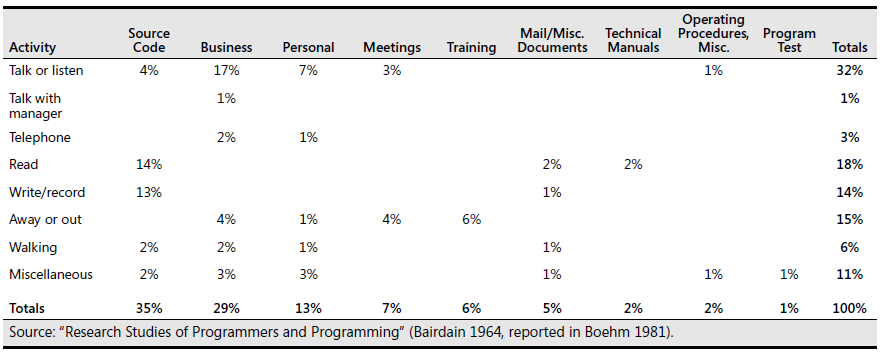 Activity Source Code Business Personal Meetings Training Mail/Misc. Documents Technical Manuals Operating Procedures, Misc. Program Test Totals
Talk or listen 4% 17% 7% 3% 1% 32%
Talk with manager 1% 1%
Telephone 2% 1% 3%
Read 14% 2% 2% 18%
Write/record 13% 1% 14%
Away or out 4% 1% 4% 6% 15%
Walking 2% 2% 1% 1% 6%
Miscellaneous 2% 3% 3% 1% 1% 1% 11%
Totals 35% 29% 13% 7% 6% 5% 2% 2% 1% 100%
Source: “Research Studies of Programmers and Programming” (Bairdain 1964, reported in Boehm 1981).